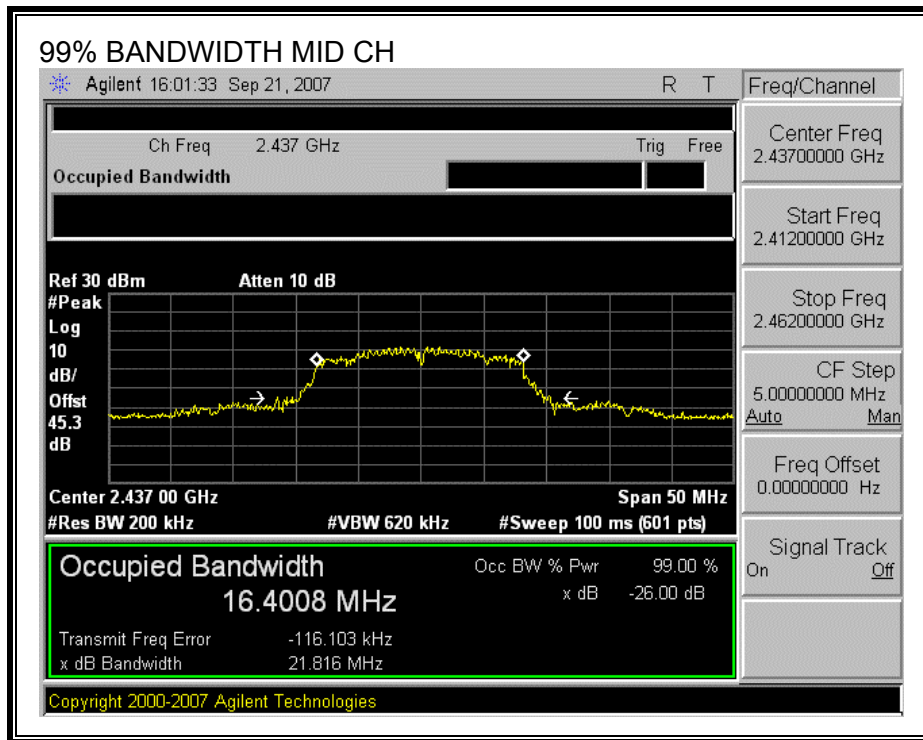 99% BANDWIDTH MID CH
Agilent 16:01:33 Sep 21, 2007 R T
Freq/Channel
Ch Freq 2.437 GHz Trig Free
Occupied Bandwidth
Center Freq
2.43700000 GHz
Start Freq
2.41200000 GHz
Stop Freq
2.46200000 GHz
CF Step
5.00000000 MHz
Auto Man
Freq Offset
0.00000000 Hz
Signal Track
On Off
Ref 30 dBm Atten 10 dB
#Peak
Log
10
dB/
Offst
45.3
dB
Center 2.437 00 GHz Span 50 MHz
#Res BW 200 kHz #VBW 620 kHz #Sweep 100 ms (601 pts)
Occupied Bandwidth
16.4008 MHz
Occ BW % Pwr 99.00 %
x dB -26.00 dB
Transmit Freq Error -116.103 kHz
x dB Bandwidth 21.816 MHz
Copyright 2000-2007 Agilent Technologies